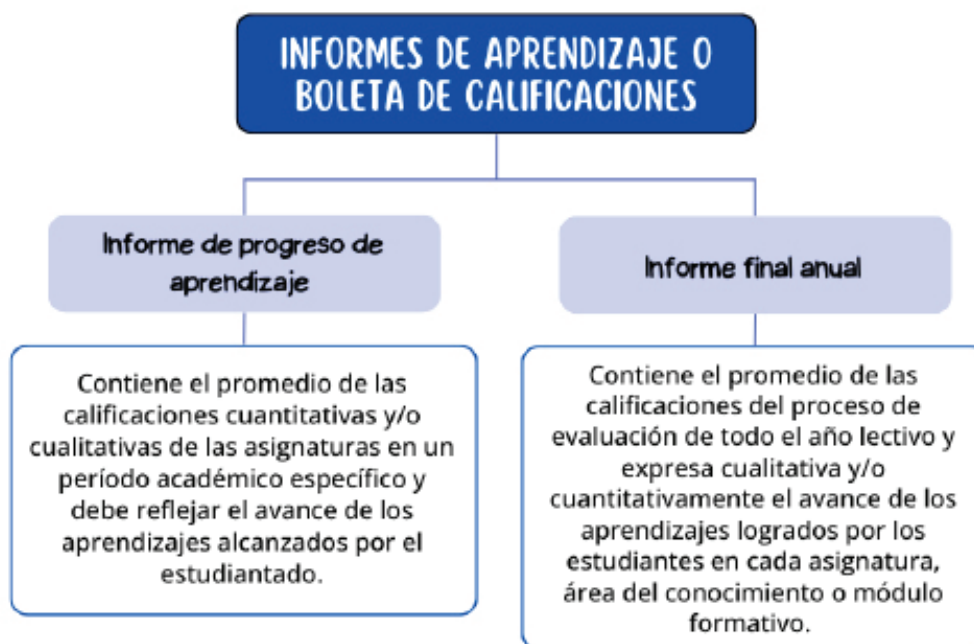 INFORMES DE APRENDIZAJE O
BOLETA DE CALIFICACIONES
Informe de progreso de
aprendizaje
Contiene el promedio de las
calificaciones cuantitativas y/o
cualitativas de las asignaturas en un
período académico específico y
debe reflejar el avance de los
aprendizajes alcanzados por el
estudiantado.
Informe final anual
Contiene el promedio de las
calificaciones del proceso de
evaluación de todo el año lectivo y
expresa cualitativa y/o
cuantitativamente el avance de los
aprendizajes logrados por los
estudiantes en cada asignatura,
área del conocimiento o módulo
formativo.